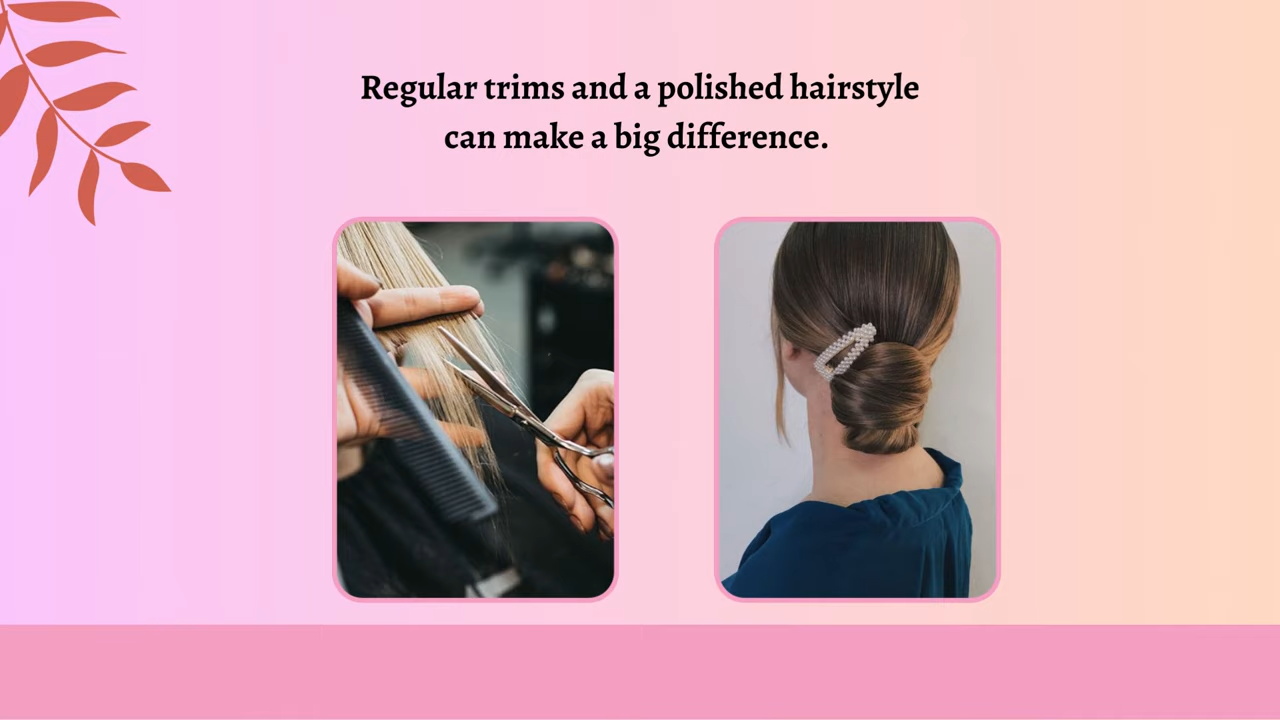 Regular trims and a polished hairstyle
can make a big difference.